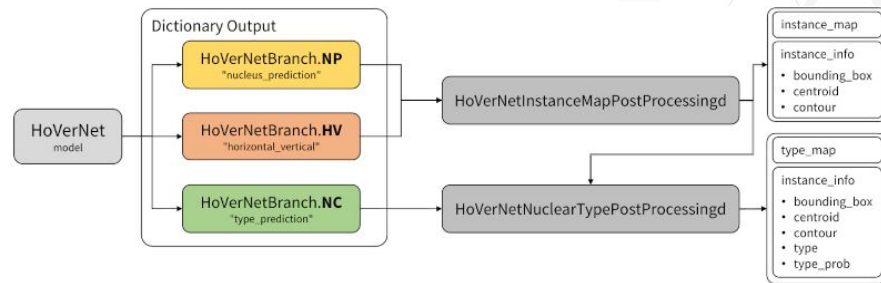 Dictionary Output
HoVerNetBranch.NP
"nucleus_prediction"
HoVerNetBranch.HV
"horizontal_vertical"
HoVerNetBranch.NC
"type_prediction"
HoVerNet
model
HoVerNetInstanceMapPostProcessingd
HoVerNetNuclearTypePostProcessingd
instance_map
instance_info
• bounding_box
• centroid
• contour
type_map
instance_info
• bounding_box
• centroid
• contour
• type
• type_prob